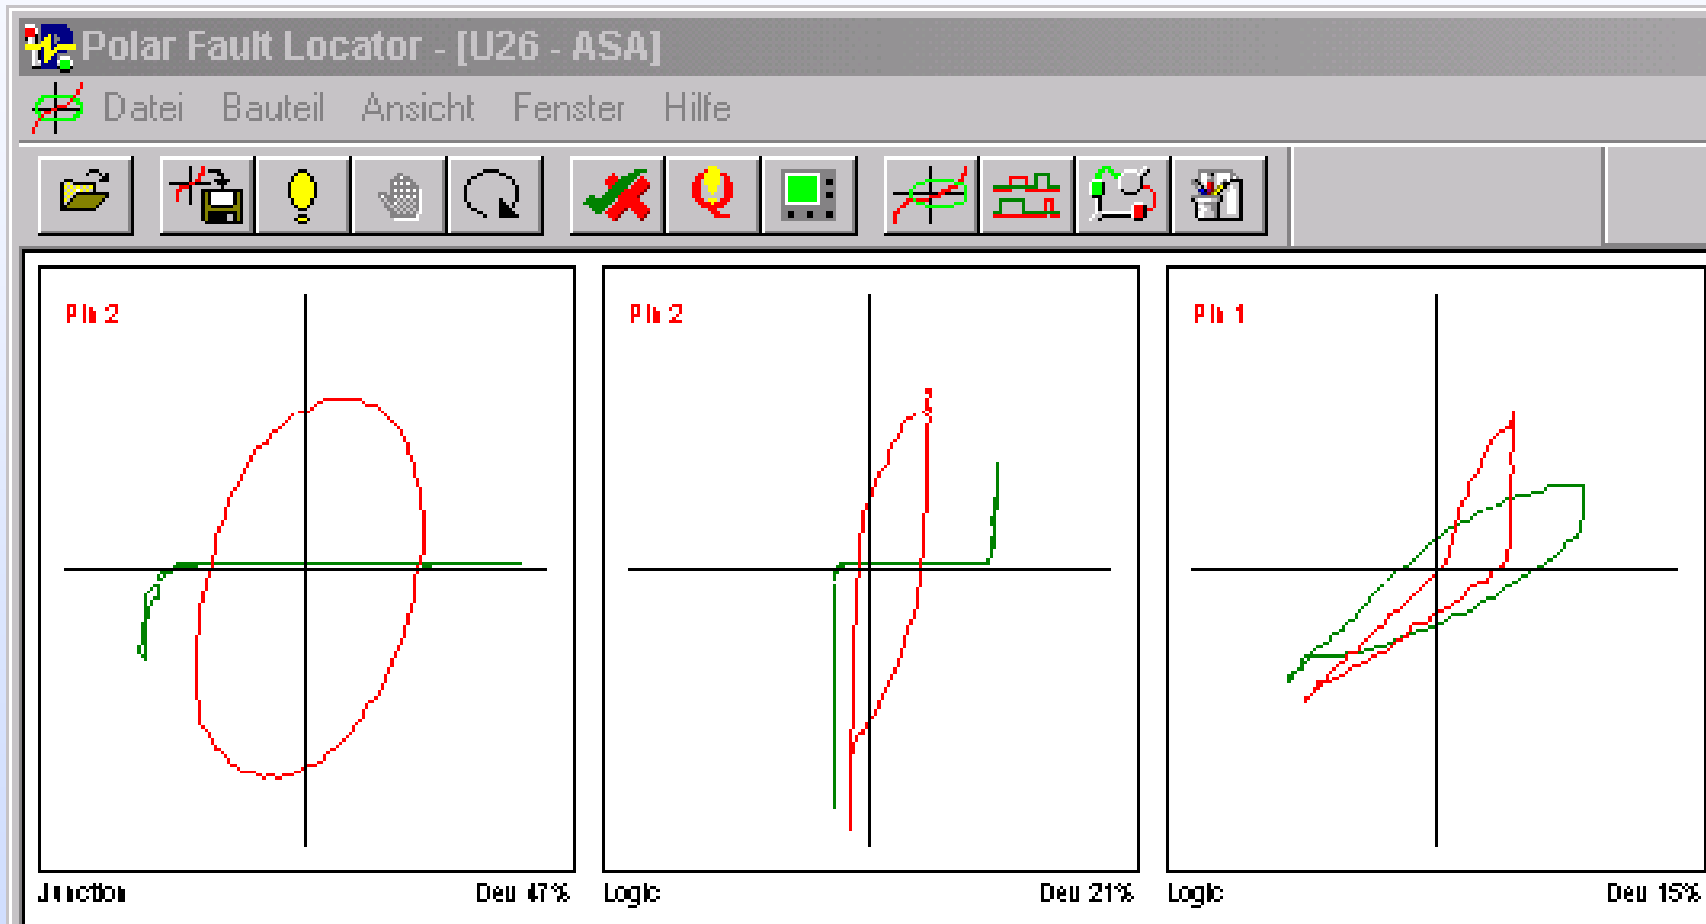 Polar Fault Locator - [U26 - ASA]
Datei Bauteil Ansicht Fenster Hilfe
Pin 2
Pin 2
Pin 1
Junction Dev 47%
Logic Dev 21%
Logic Dev 15%